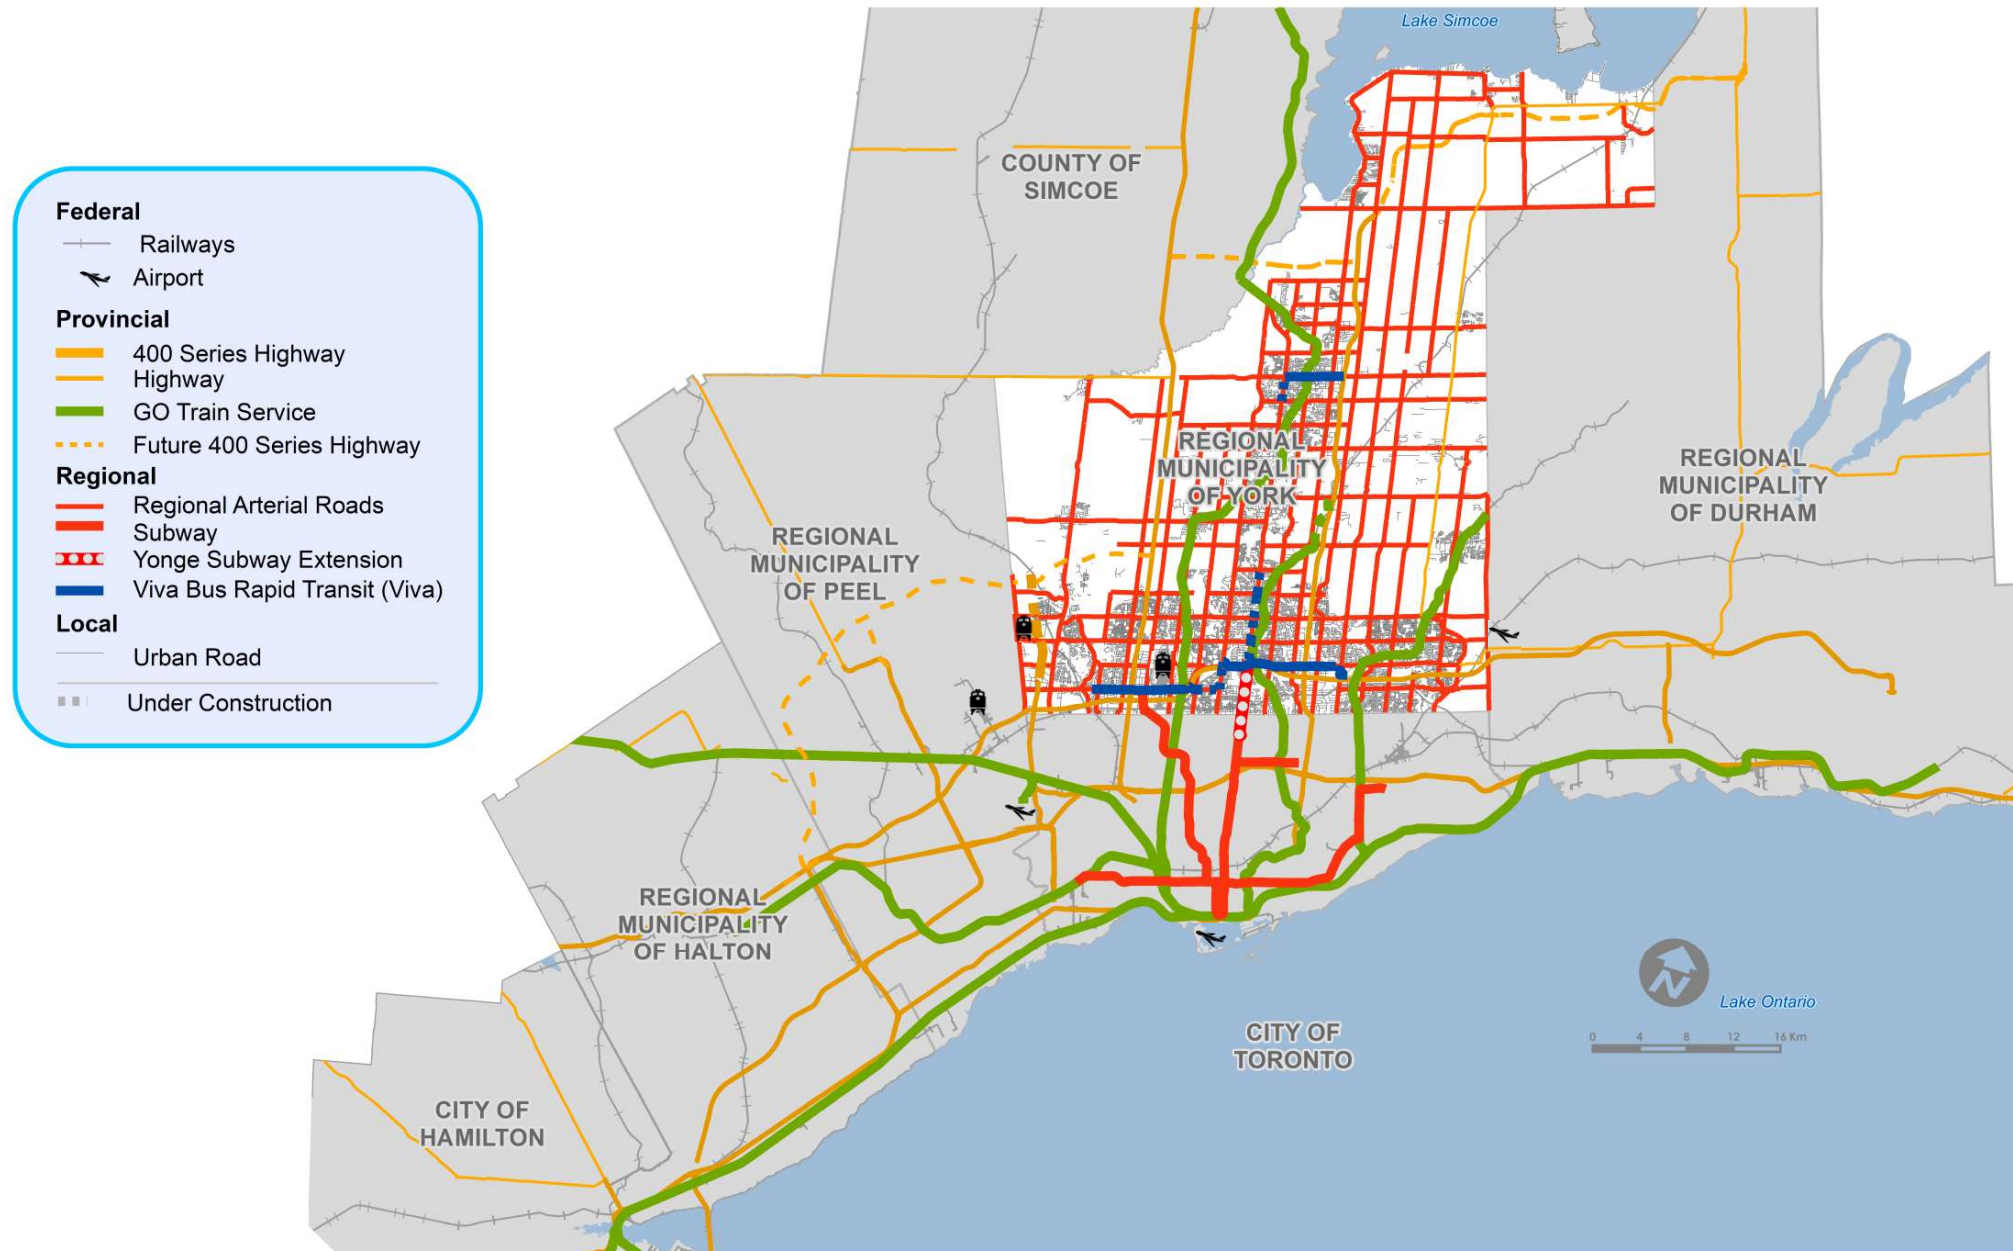 Lake Simcoe
COUNTY OF
SIMCOE
Federal
Railways
Airport
Provincial
400 Series Highway
Highway
GO Train Service
Future 400 Series Highway
Regional
Regional Arterial Roads
Subway
Yonge Subway Extension
Viva Bus Rapid Transit (Viva)
Local
Urban Road
Under Construction
REGIONAL
MUNICIPALITY
OF YORK
REGIONAL
MUNICIPALITY
OF DURHAM
REGIONAL
MUNICIPALITY
OF PEEL
REGIONAL
MUNICIPALITY
OF HALTON
N
Lake Ontario
0 4 8 12 16 Km
CITY OF
TORONTO
CITY OF
HAMILTON